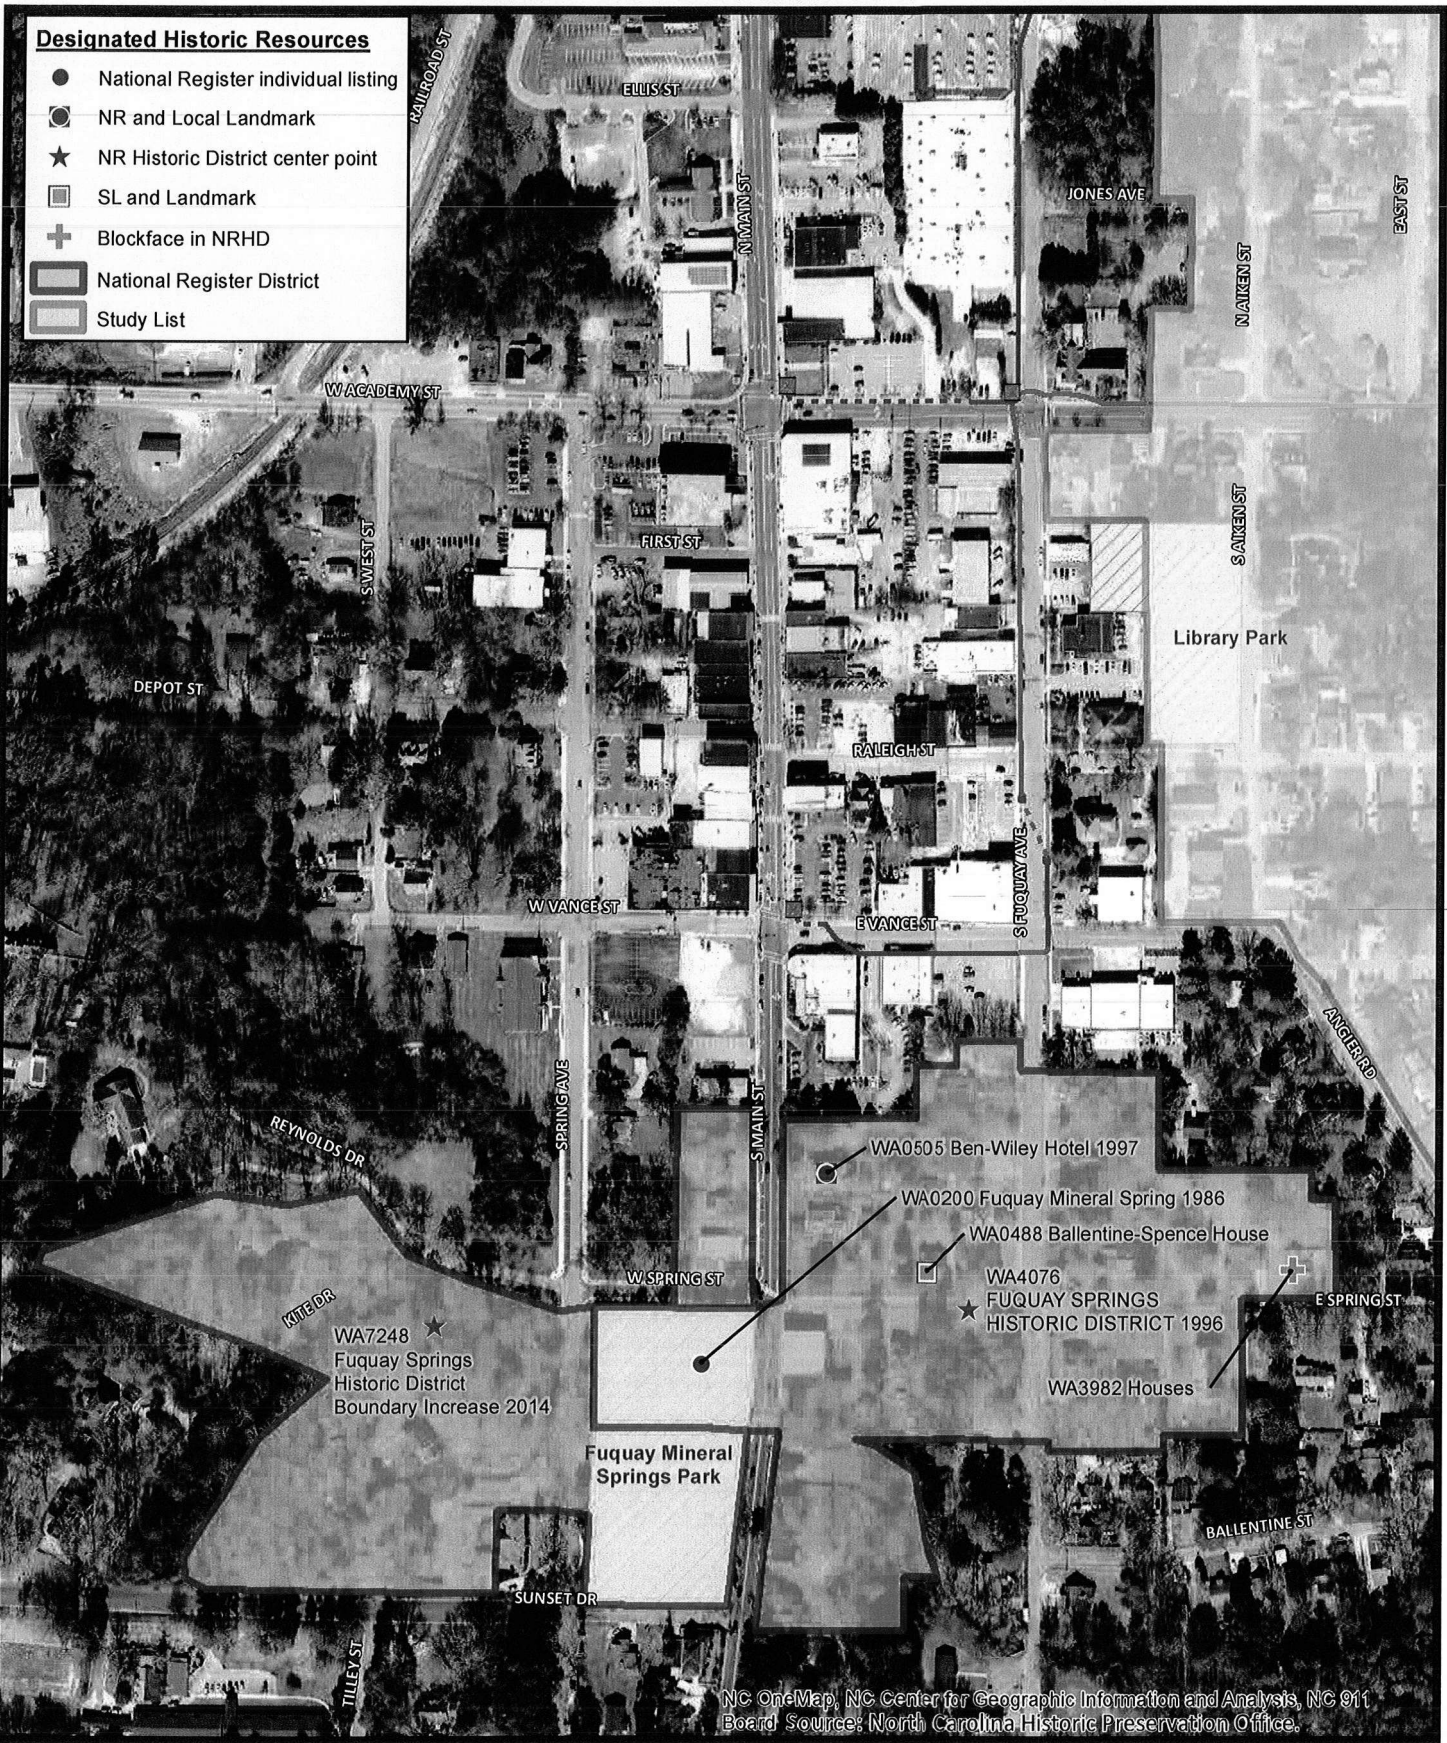 Designated Historic Resources
National Register individual listing
NR and Local Landmark
NR Historic District center point
SL and Landmark
Blockface in NRHD
National Register District
Study List
RAILROAD ST
ELLIS ST
N MAIN ST
JONES AVE
EAST ST
N AIKEN ST
W ACADEMY ST
S WEST ST
FIRST ST
S AIKEN ST
Library Park
DEPOT ST
RALEIGH ST
S FUQUAY AVE
W VANCE ST
E VANCE ST
ANGIER RD
SPRING AVE
S MAIN ST
REYNOLDS DR
WA0505 Ben-Wiley Hotel 1997
WA0200 Fuquay Mineral Spring 1986
WA0488 Ballentine-Spence House
W SPRING ST
WA4076
FUQUAY SPRINGS
HISTORIC DISTRICT 1996
E SPRING ST
KITE DR
WA7248
Fuquay Springs
Historic District
Boundary Increase 2014
WA3982 Houses
Fuquay Mineral
Springs Park
BALLENTINE ST
SUNSET DR
TILLEY ST
NC OneMap, NC Center for Geographic Information and Analysis, NC 911
Board Source: North Carolina Historic Preservation Office.